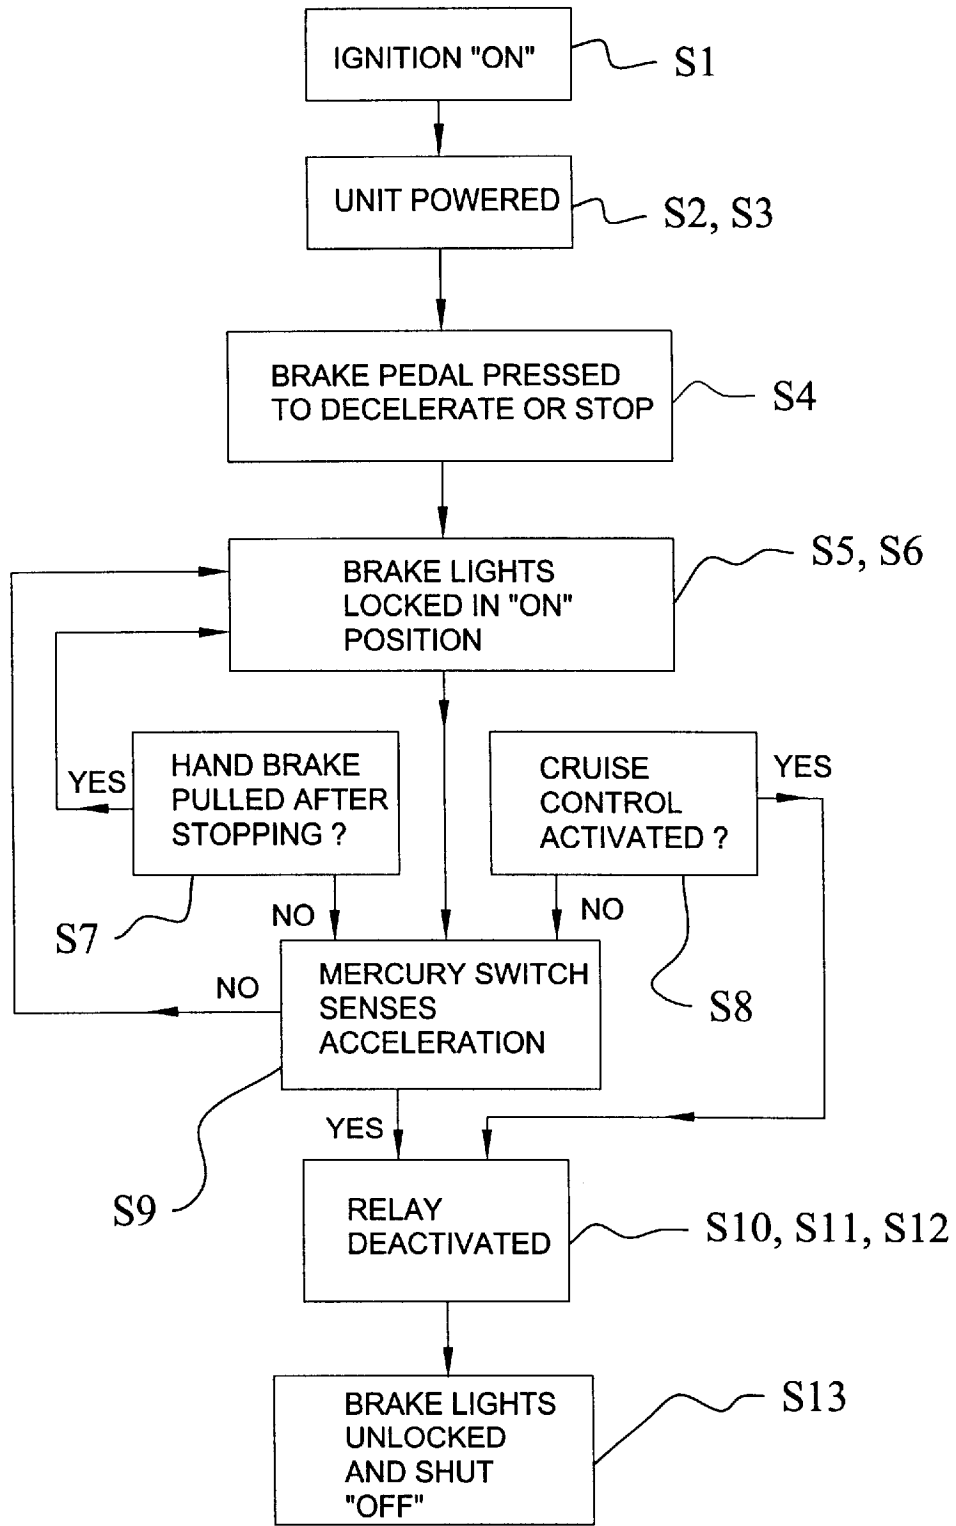 IGNITION "ON"
S1
UNIT POWERED
S2, S3
BRAKE PEDAL PRESSED
TO DECELERATE OR STOP
S4
BRAKE LIGHTS
LOCKED IN "ON"
POSITION
S5, S6
YES
HAND BRAKE
PULLED AFTER
STOPPING ?
S7
NO
CRUISE
CONTROL
ACTIVATED ?
YES
NO
S8
MERCURY SWITCH
SENSES
ACCELERATION
NO
S9
YES
RELAY
DEACTIVATED
S10, S11, S12
BRAKE LIGHTS
UNLOCKED
AND SHUT
"OFF"
S13